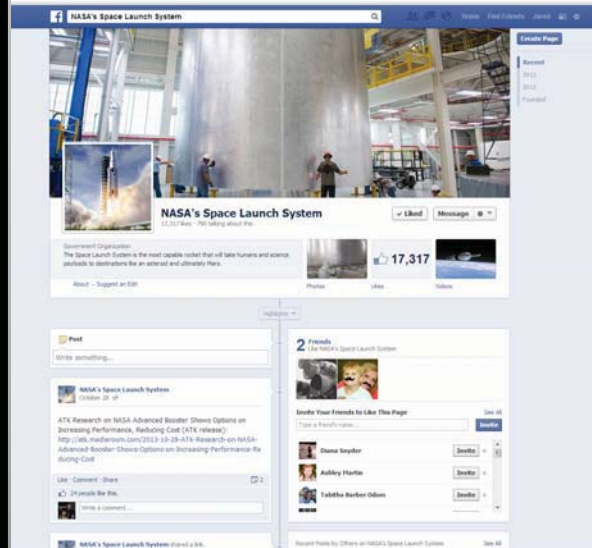 NASA's Space Launch System
Home Find Friends Jared
Create Page
Recent
2013
2012
Founded
NASA's Space Launch System
17,317 likes · 790 talking about this
Liked
Message
Government Organization
The Space Launch System is the most capable rocket that will take humans and science
payloads to destinations like an asteroid and ultimately Mars.
About – Suggest an Edit
Photos
17,317
Likes
Videos
Highlights
Post
Write something...
NASA's Space Launch System
October 28
ATK Research on NASA Advanced Booster Shows Options on
Increasing Performance, Raducing Cost (ATK release):
http://atk.mediaroom.com/2013-10-28-ATK-Research-on-NASA-
Advanced-Booster-Shows-Options-on-Increasing-Performance-Ra
ducing-Cost
Like · Comment · Share
2
24 people like this.
Write a comment...
NASA's Space Launch System shared a link.
2 Friends
Like NASA's Space Launch System
Invite Your Friends to Like This Page
See All
Type a friend's name...
Invite
Diana Snyder
Invite
Ashley Martin
Invite
Tabitha Barber Odom
Invite
Recent Posts by Others on NASA's Space Launch System
See All